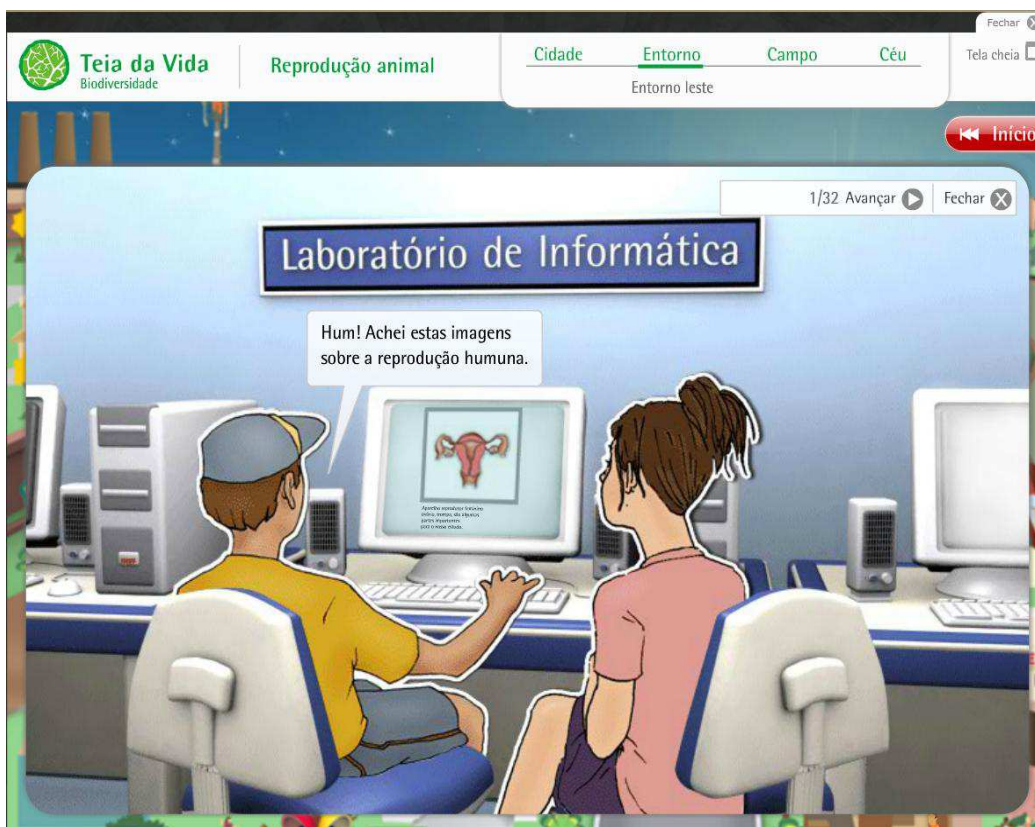 Fechar
Teia da Vida
Biodiversidade
Reprodução animal
Cidade
Entorno
Campo
Céu
Tela cheia
Entorno leste
Início
1/32 Avançar
Fechar
Laboratório de Informática
Hum! Achei estas imagens
sobre a reprodução humuna.